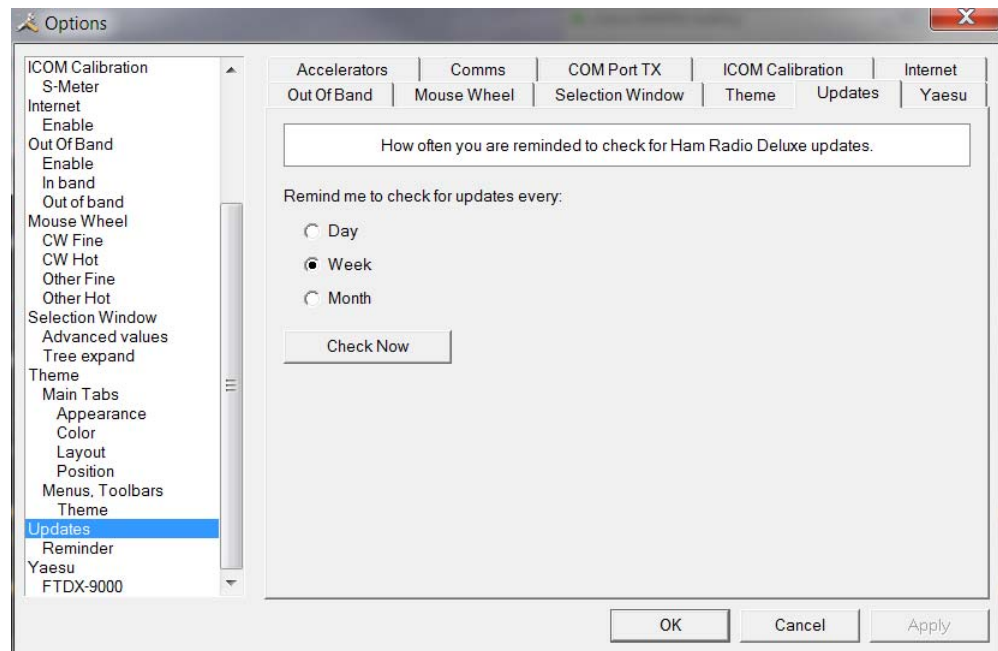 Options
ICOM Calibration
S-Meter
Internet
Enable
Out Of Band
Enable
In band
Out of band
Mouse Wheel
CW Fine
CW Hot
Other Fine
Other Hot
Selection Window
Advanced values
Tree expand
Theme
Main Tabs
Appearance
Color
Layout
Position
Menus, Toolbars
Theme
Updates
Reminder
Yaesu
FTDX-9000
Accelerators Comms COM Port TX ICOM Calibration Internet
Out Of Band Mouse Wheel Selection Window Theme Updates Yaesu
How often you are reminded to check for Ham Radio Deluxe updates.
Remind me to check for updates every:
Day
Week
Month
Check Now
OK Cancel Apply